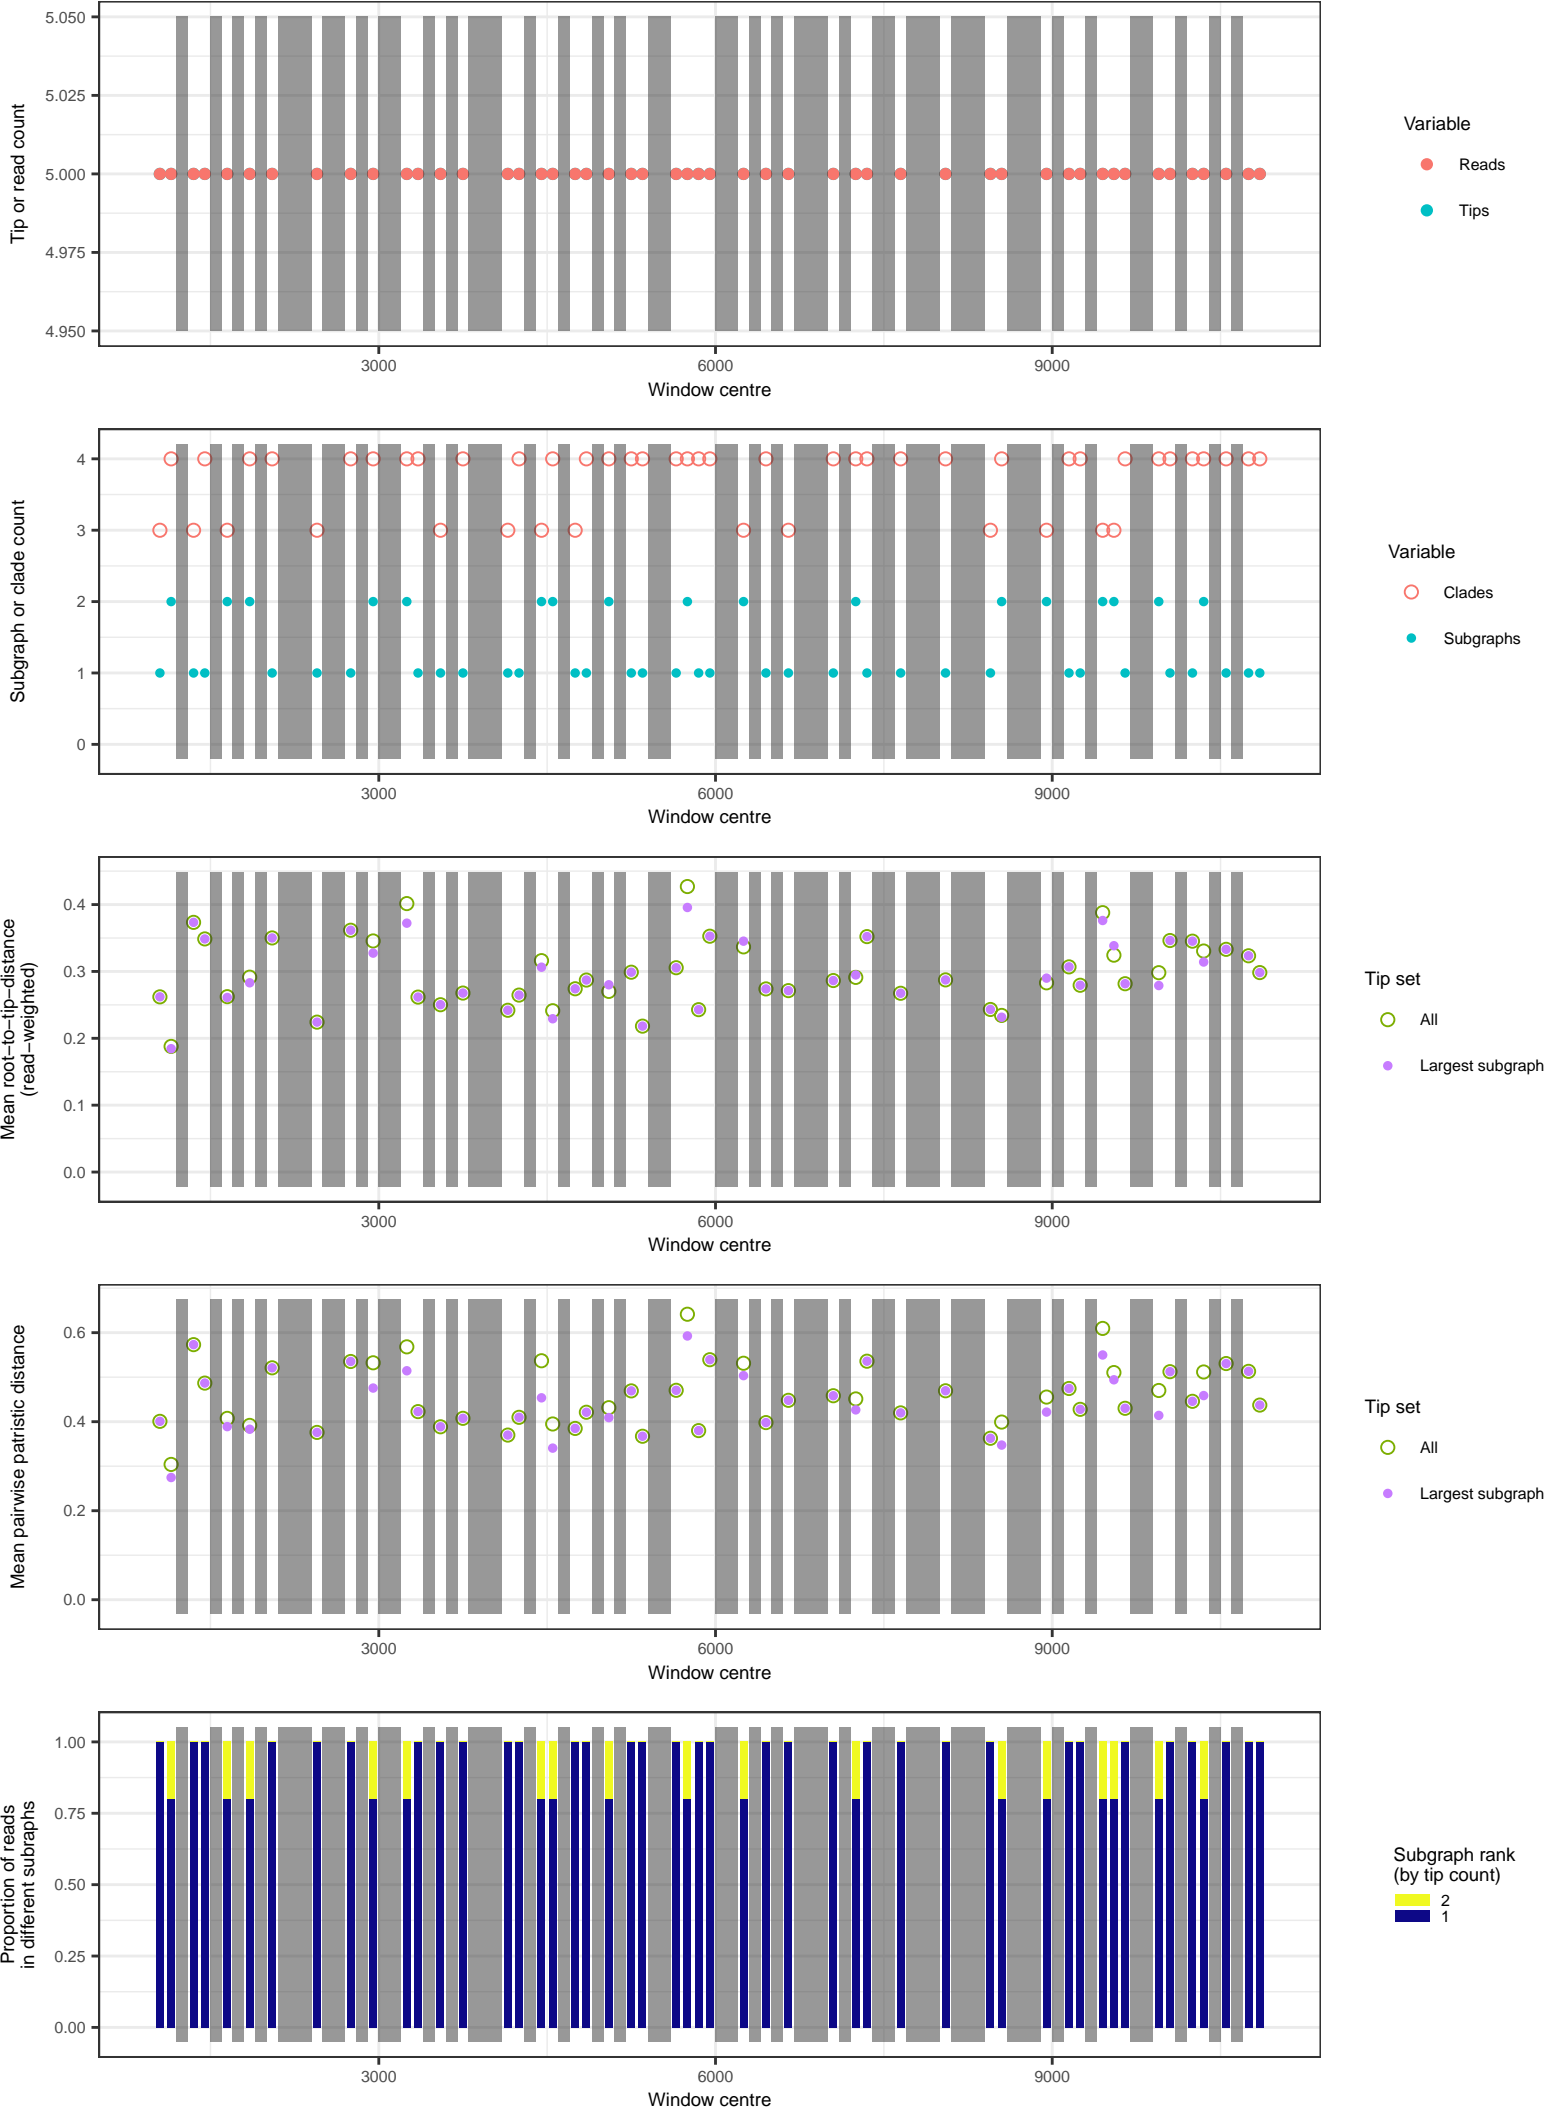 5.050
5.025
5.000
4.975
4.950
Tip or read count
3000 6000 9000
Window centre
Variable
Reads
Tips
4
3
2
1
0
Subgraph or clade count
3000 6000 9000
Window centre
Variable
Clades
Subgraphs
0.4
0.3
0.2
0.1
0.0
Mean root-to-tip-distance
(read-weighted)
3000 6000 9000
Window centre
Tip set
All
Largest subgraph
0.6
0.4
0.2
0.0
Mean pairwise patristic distance
3000 6000 9000
Window centre
Tip set
All
Largest subgraph
1.00
0.75
0.50
0.25
0.00
Proportion of reads
in different subraphs
3000 6000 9000
Window centre
Subgraph rank
(by tip count)
2
1